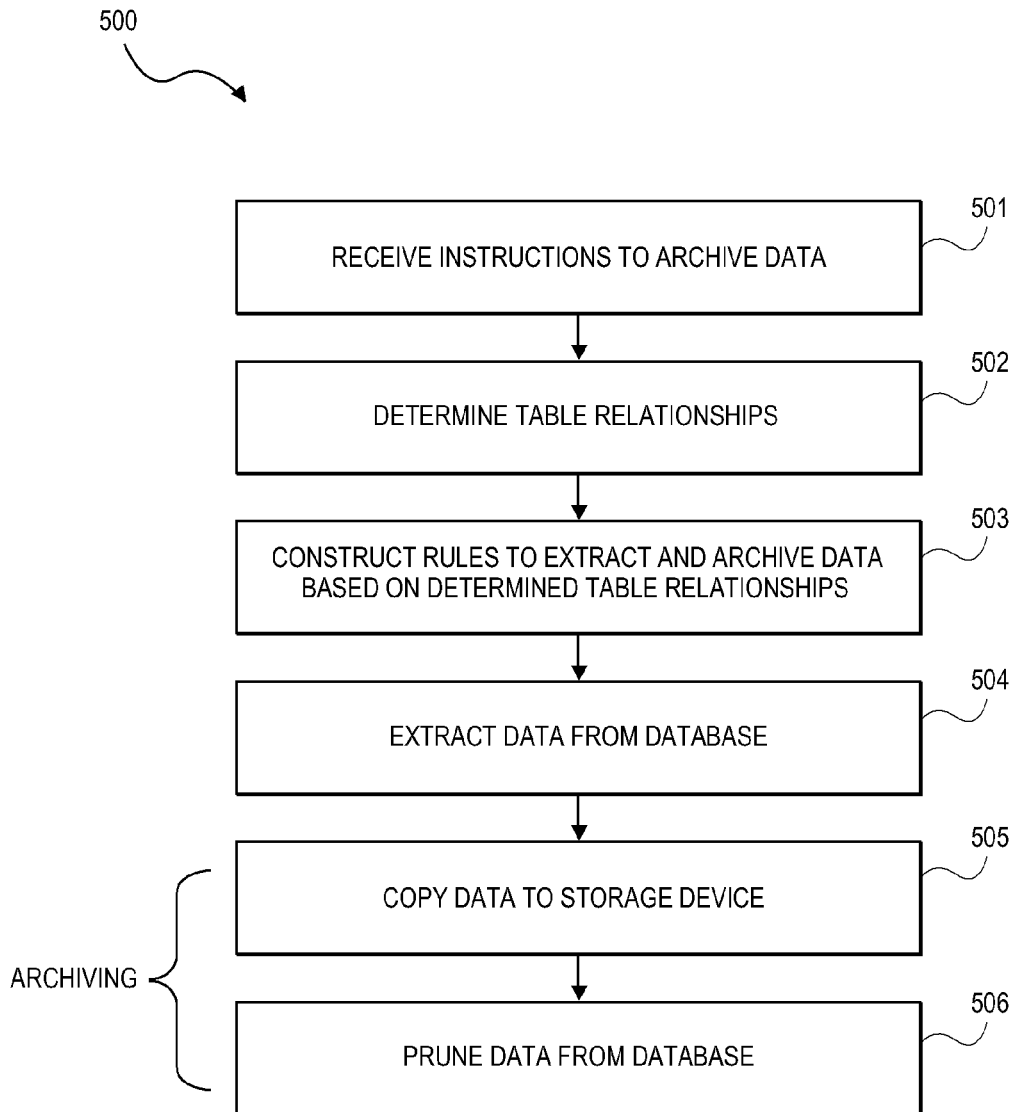 500
501
RECEIVE INSTRUCTIONS TO ARCHIVE DATA
502
DETERMINE TABLE RELATIONSHIPS
503
CONSTRUCT RULES TO EXTRACT AND ARCHIVE DATA
BASED ON DETERMINED TABLE RELATIONSHIPS
504
EXTRACT DATA FROM DATABASE
505
COPY DATA TO STORAGE DEVICE
ARCHIVING
506
PRUNE DATA FROM DATABASE